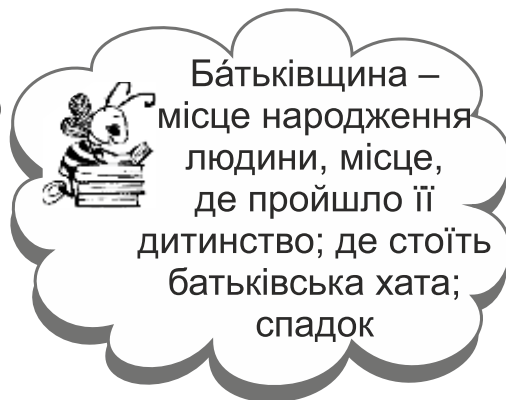 Ба́тьківщина –
місце народження
людини, місце,
де пройшло її
дитинство; де стоїть
батьківська хата;
спадок